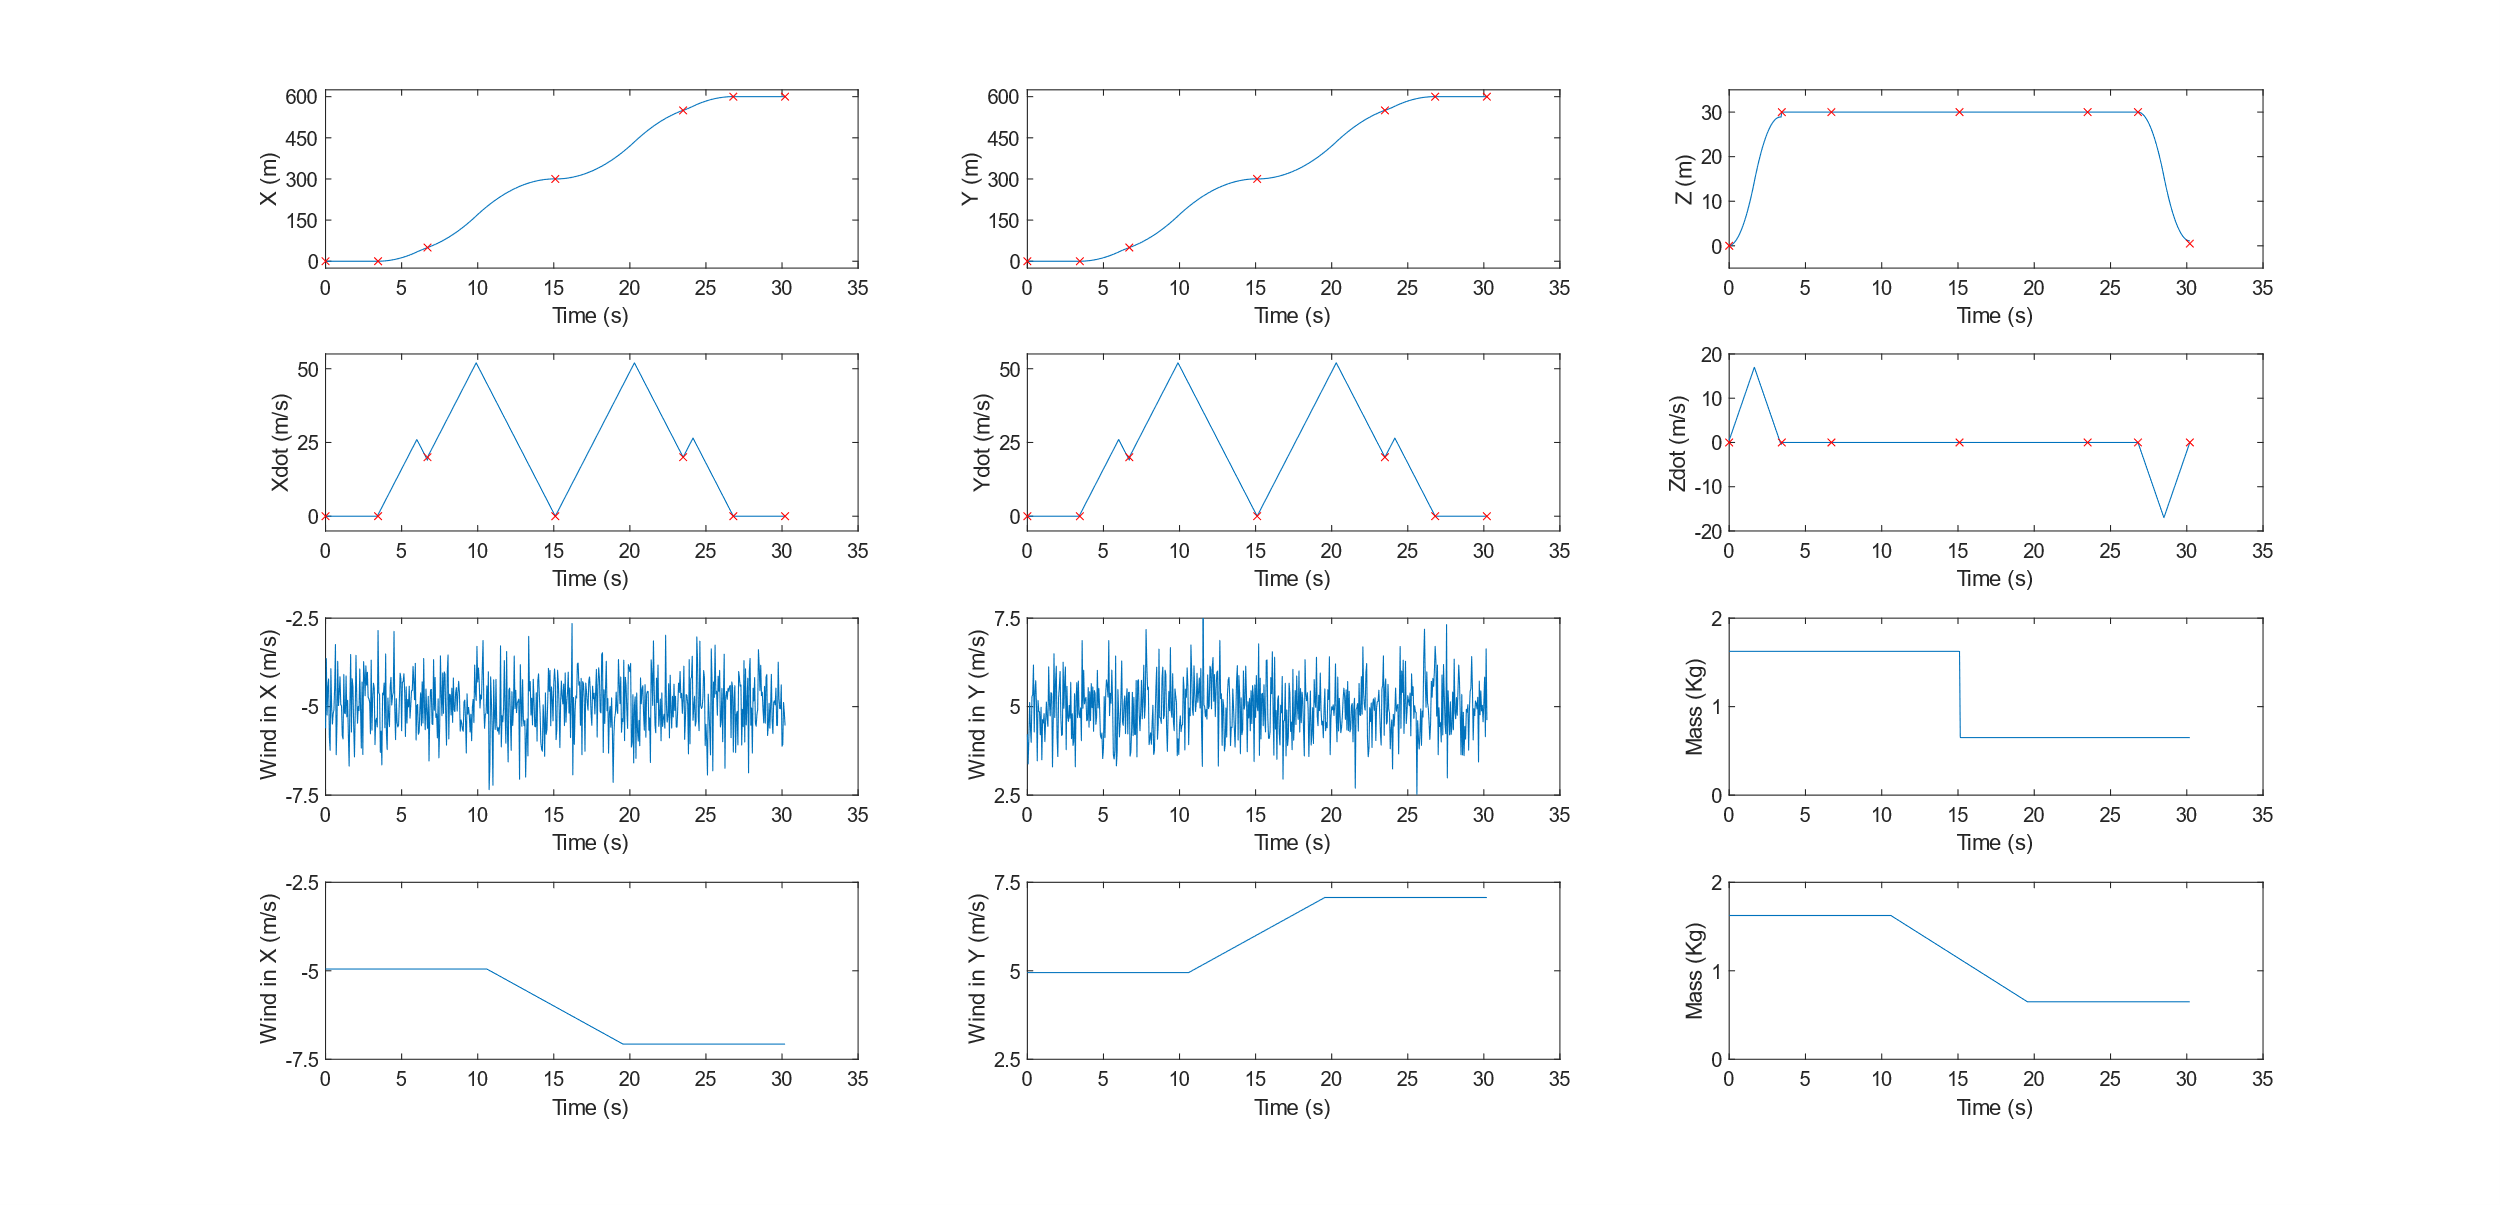 600
450
300
150
0
X (m)
0 5 10 15 20 25 30 35
Time (s)
600
450
300
150
0
Y (m)
0 5 10 15 20 25 30 35
Time (s)
30
20
10
0
Z (m)
0 5 10 15 20 25 30 35
Time (s)
50
25
0
Xdot (m/s)
0 5 10 15 20 25 30 35
Time (s)
50
25
0
Ydot (m/s)
0 5 10 15 20 25 30 35
Time (s)
20
10
0
-10
-20
Zdot (m/s)
0 5 10 15 20 25 30 35
Time (s)
-2.5
-5
-7.5
Wind in X (m/s)
0 5 10 15 20 25 30 35
Time (s)
7.5
5
2.5
Wind in Y (m/s)
0 5 10 15 20 25 30 35
Time (s)
2
1
0
Mass (Kg)
0 5 10 15 20 25 30 35
Time (s)
-2.5
-5
-7.5
Wind in X (m/s)
0 5 10 15 20 25 30 35
Time (s)
7.5
5
2.5
Wind in Y (m/s)
0 5 10 15 20 25 30 35
Time (s)
2
1
0
Mass (Kg)
0 5 10 15 20 25 30 35
Time (s)